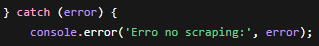 } catch (error) {
console.error('Erro no scraping:', error);